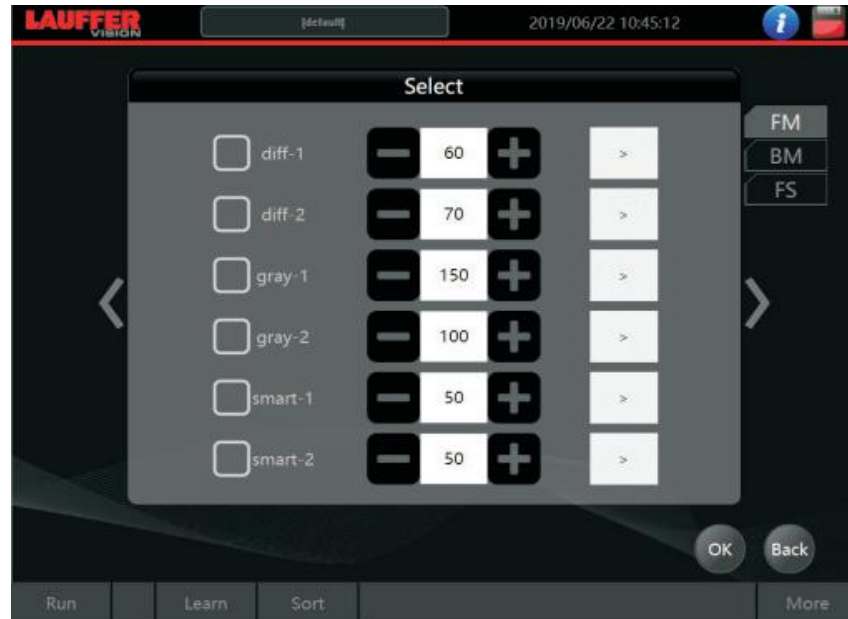 LAUFFER
VISION
[default]
2019/06/22 10:45:12
i
Select
FM
BM
FS
diff-1 - 60 + >
diff-2 - 70 + >
gray-1 - 150 + >
gray-2 - 100 + >
smart-1 - 50 + >
smart-2 - 50 + >
OK Back
Run Learn Sort More